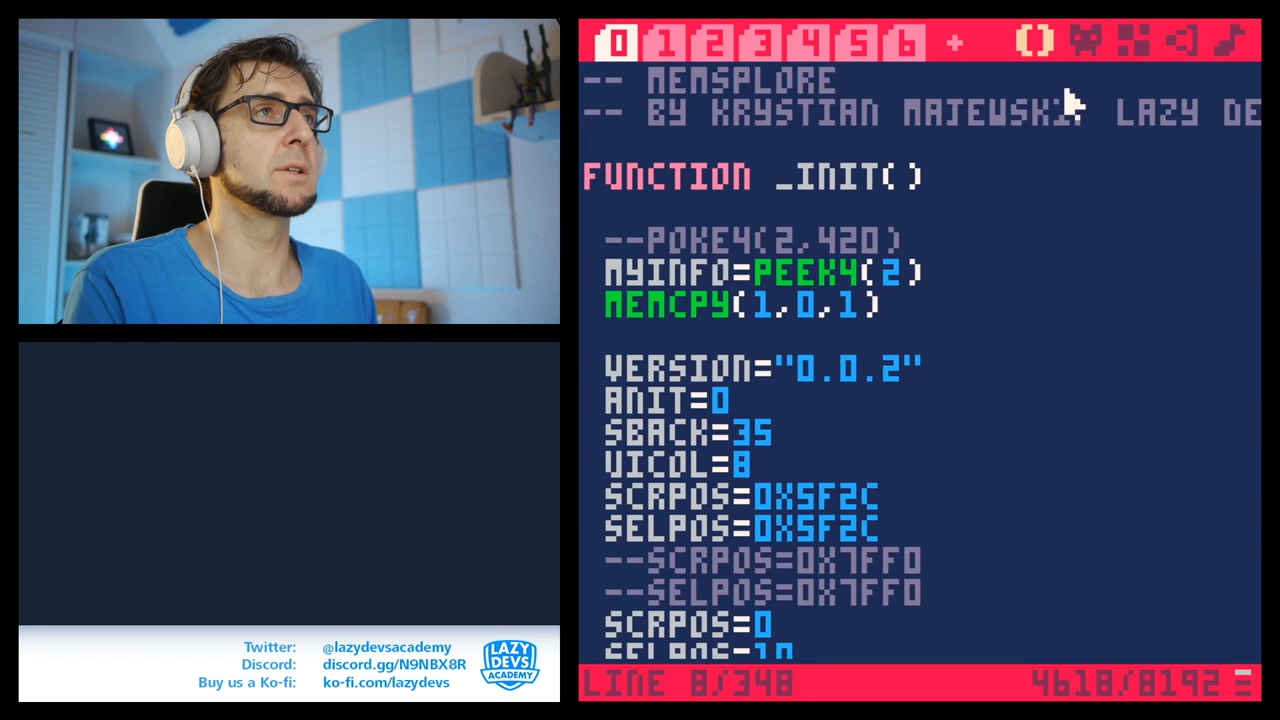 0 1 2 3 4 5 6 +
-- MEMSPLORE
-- BY KRYSTIAN MAJEWSKI, LAZY DE
FUNCTION _INIT()
--POKE4(2,420)
MYINFO=PEEK4(2)
MEMCPY(1,0,1)
VERSION="0.0.2"
ANIT=0
SBACK=35
UICOL=8
SCRPOS=0X5F2C
SELPOS=0X5F2C
--SCRPOS=0X7FF0
--SELPOS=0X7FF0
SCRPOS=0
LINE 8/348 4618/8192
Twitter: @lazydevsacademy
Discord: discord.gg/N9NBX8R
Buy us a Ko-fi: ko-fi.com/lazydevs
LAZY
DEVS
ACADEMY